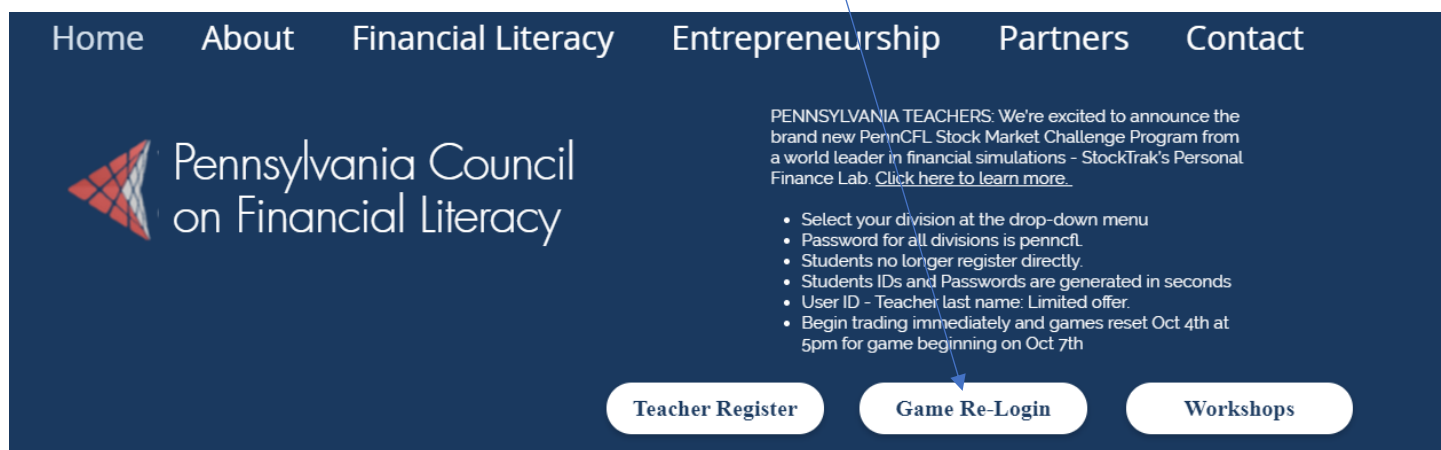 Home About Financial Literacy Entrepreneurship Partners Contact
Pennsylvania Council
on Financial Literacy
PENNSYLVANIA TEACHERS: We're excited to announce the
brand new PennCFL Stock Market Challenge Program from
a world leader in financial simulations - StockTrak's Personal
Finance Lab. Click here to learn more.
• Select your division at the drop-down menu
• Password for all divisions is penncfl.
• Students no longer register directly.
• Students IDs and Passwords are generated in seconds
• User ID - Teacher last name: Limited offer.
• Begin trading immediately and games reset Oct 4th at
5pm for game beginning on Oct 7th
Teacher Register Game Re-Login Workshops